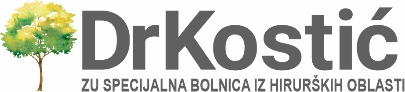 DrKostić
ZU SPECIJALNA BOLNICA IZ HIRURŠKIH OBLASTI